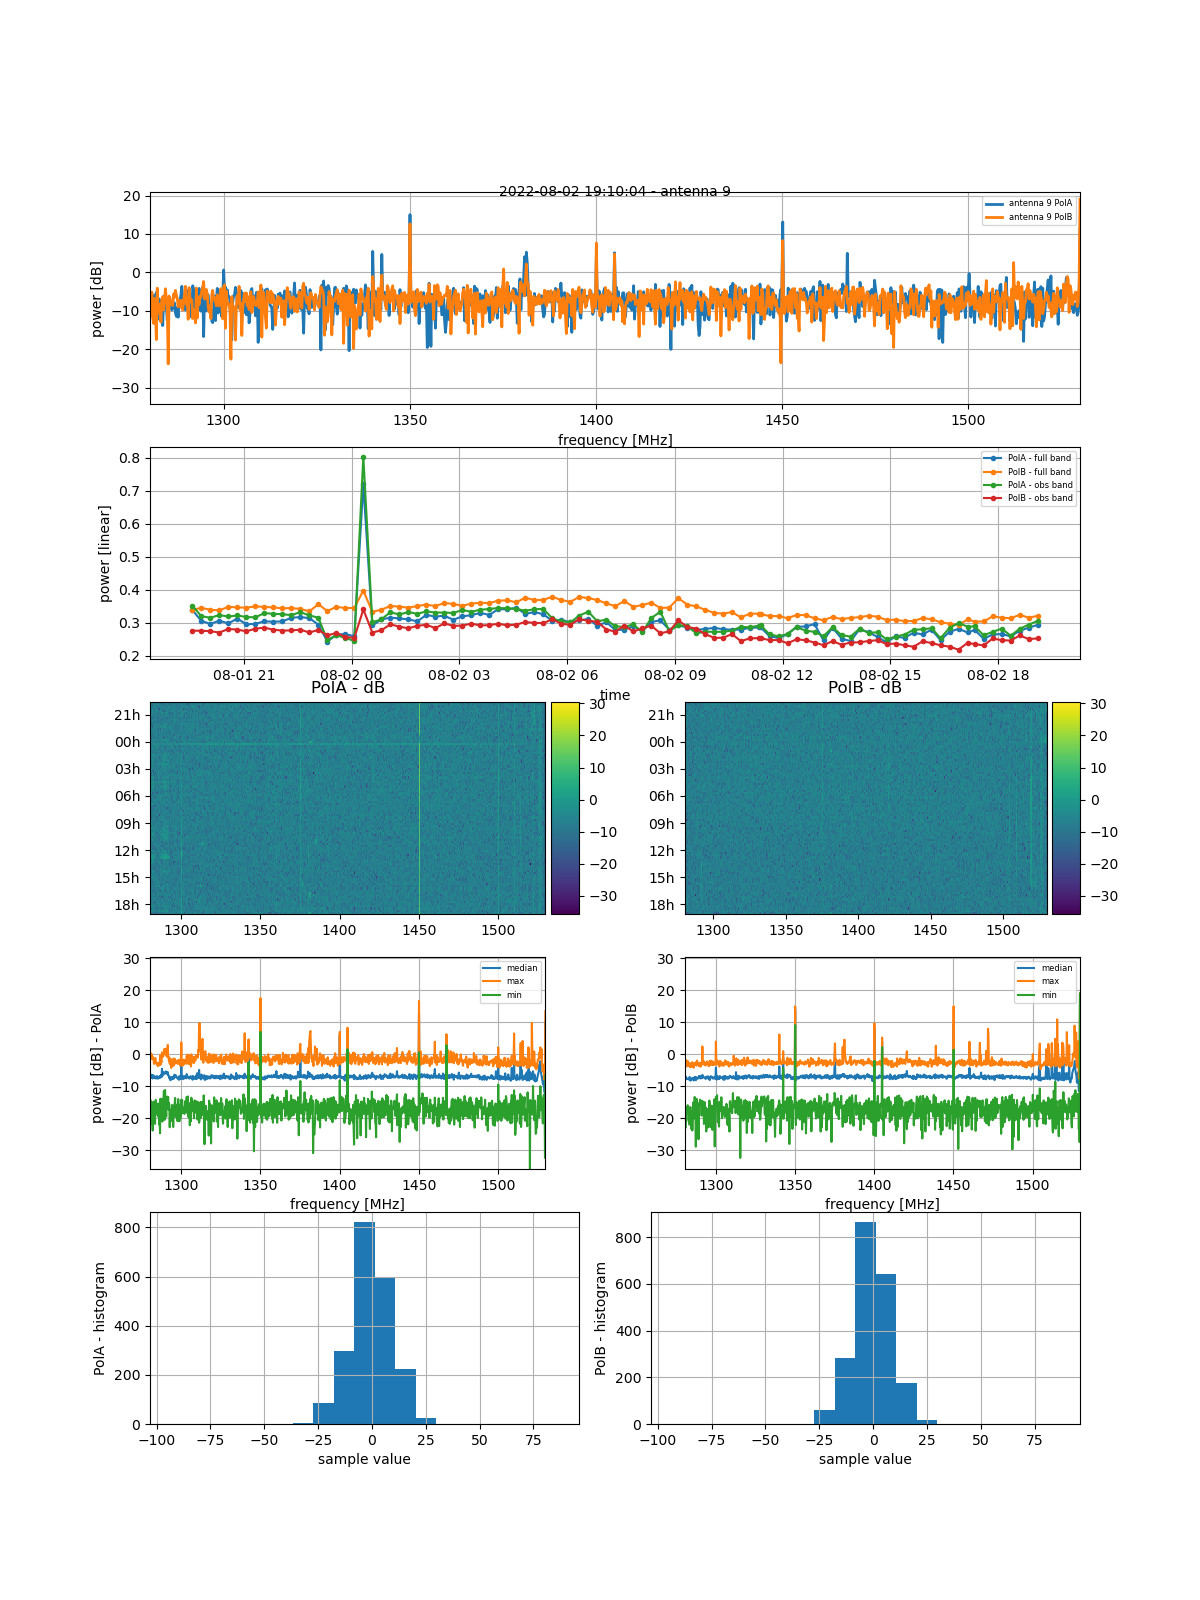 2022-08-02 19:10:04 - antenna 9
20
10
0
−10
−20
−30
power [dB]
antenna 9 PolA
antenna 9 PolB
1300 1350 1400 1450 1500
frequency [MHz]
0.8
0.7
0.6
0.5
0.4
0.3
0.2
power [linear]
PolA - full band
PolB - full band
PolA - obs band
PolB - obs band
08-01 21 08-02 00 08-02 03 08-02 06 08-02 09 08-02 12 08-02 15 08-02 18
time
PolA - dB
21h
00h
03h
06h
09h
12h
15h
18h
1300 1350 1400 1450 1500
30
20
10
0
−10
−20
−30
PolB - dB
21h
00h
03h
06h
09h
12h
15h
18h
1300 1350 1400 1450 1500
30
20
10
0
−10
−20
−30
30
20
10
0
−10
−20
−30
power [dB] - PolA
median
max
min
1300 1350 1400 1450 1500
frequency [MHz]
30
20
10
0
−10
−20
−30
power [dB] - PolB
median
max
min
1300 1350 1400 1450 1500
frequency [MHz]
800
600
400
200
0
PolA - histogram
−100 −75 −50 −25 0 25 50 75
sample value
800
600
400
200
0
PolB - histogram
−100 −75 −50 −25 0 25 50 75
sample value